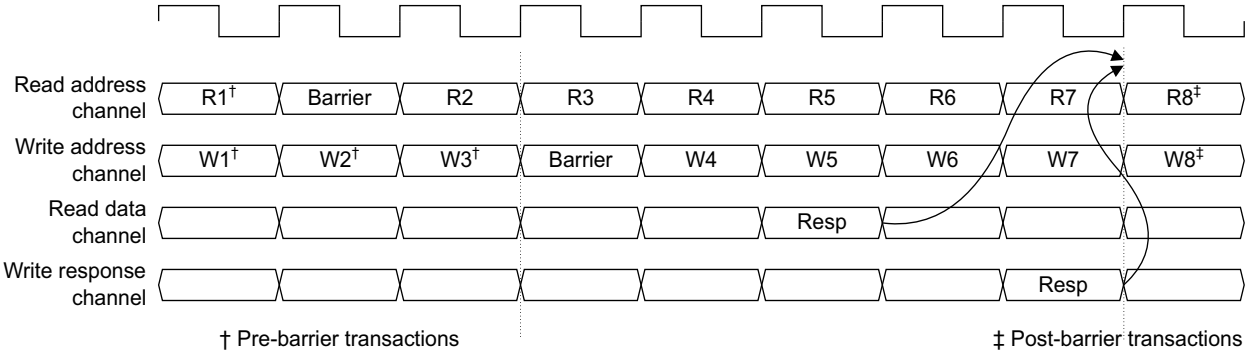 Read address
channel
R1† Barrier R2 R3 R4 R5 R6 R7 R8‡
Write address
channel
W1† W2† W3† Barrier W4 W5 W6 W7 W8‡
Read data
channel
Resp
Write response
channel
Resp
† Pre-barrier transactions ‡ Post-barrier transactions